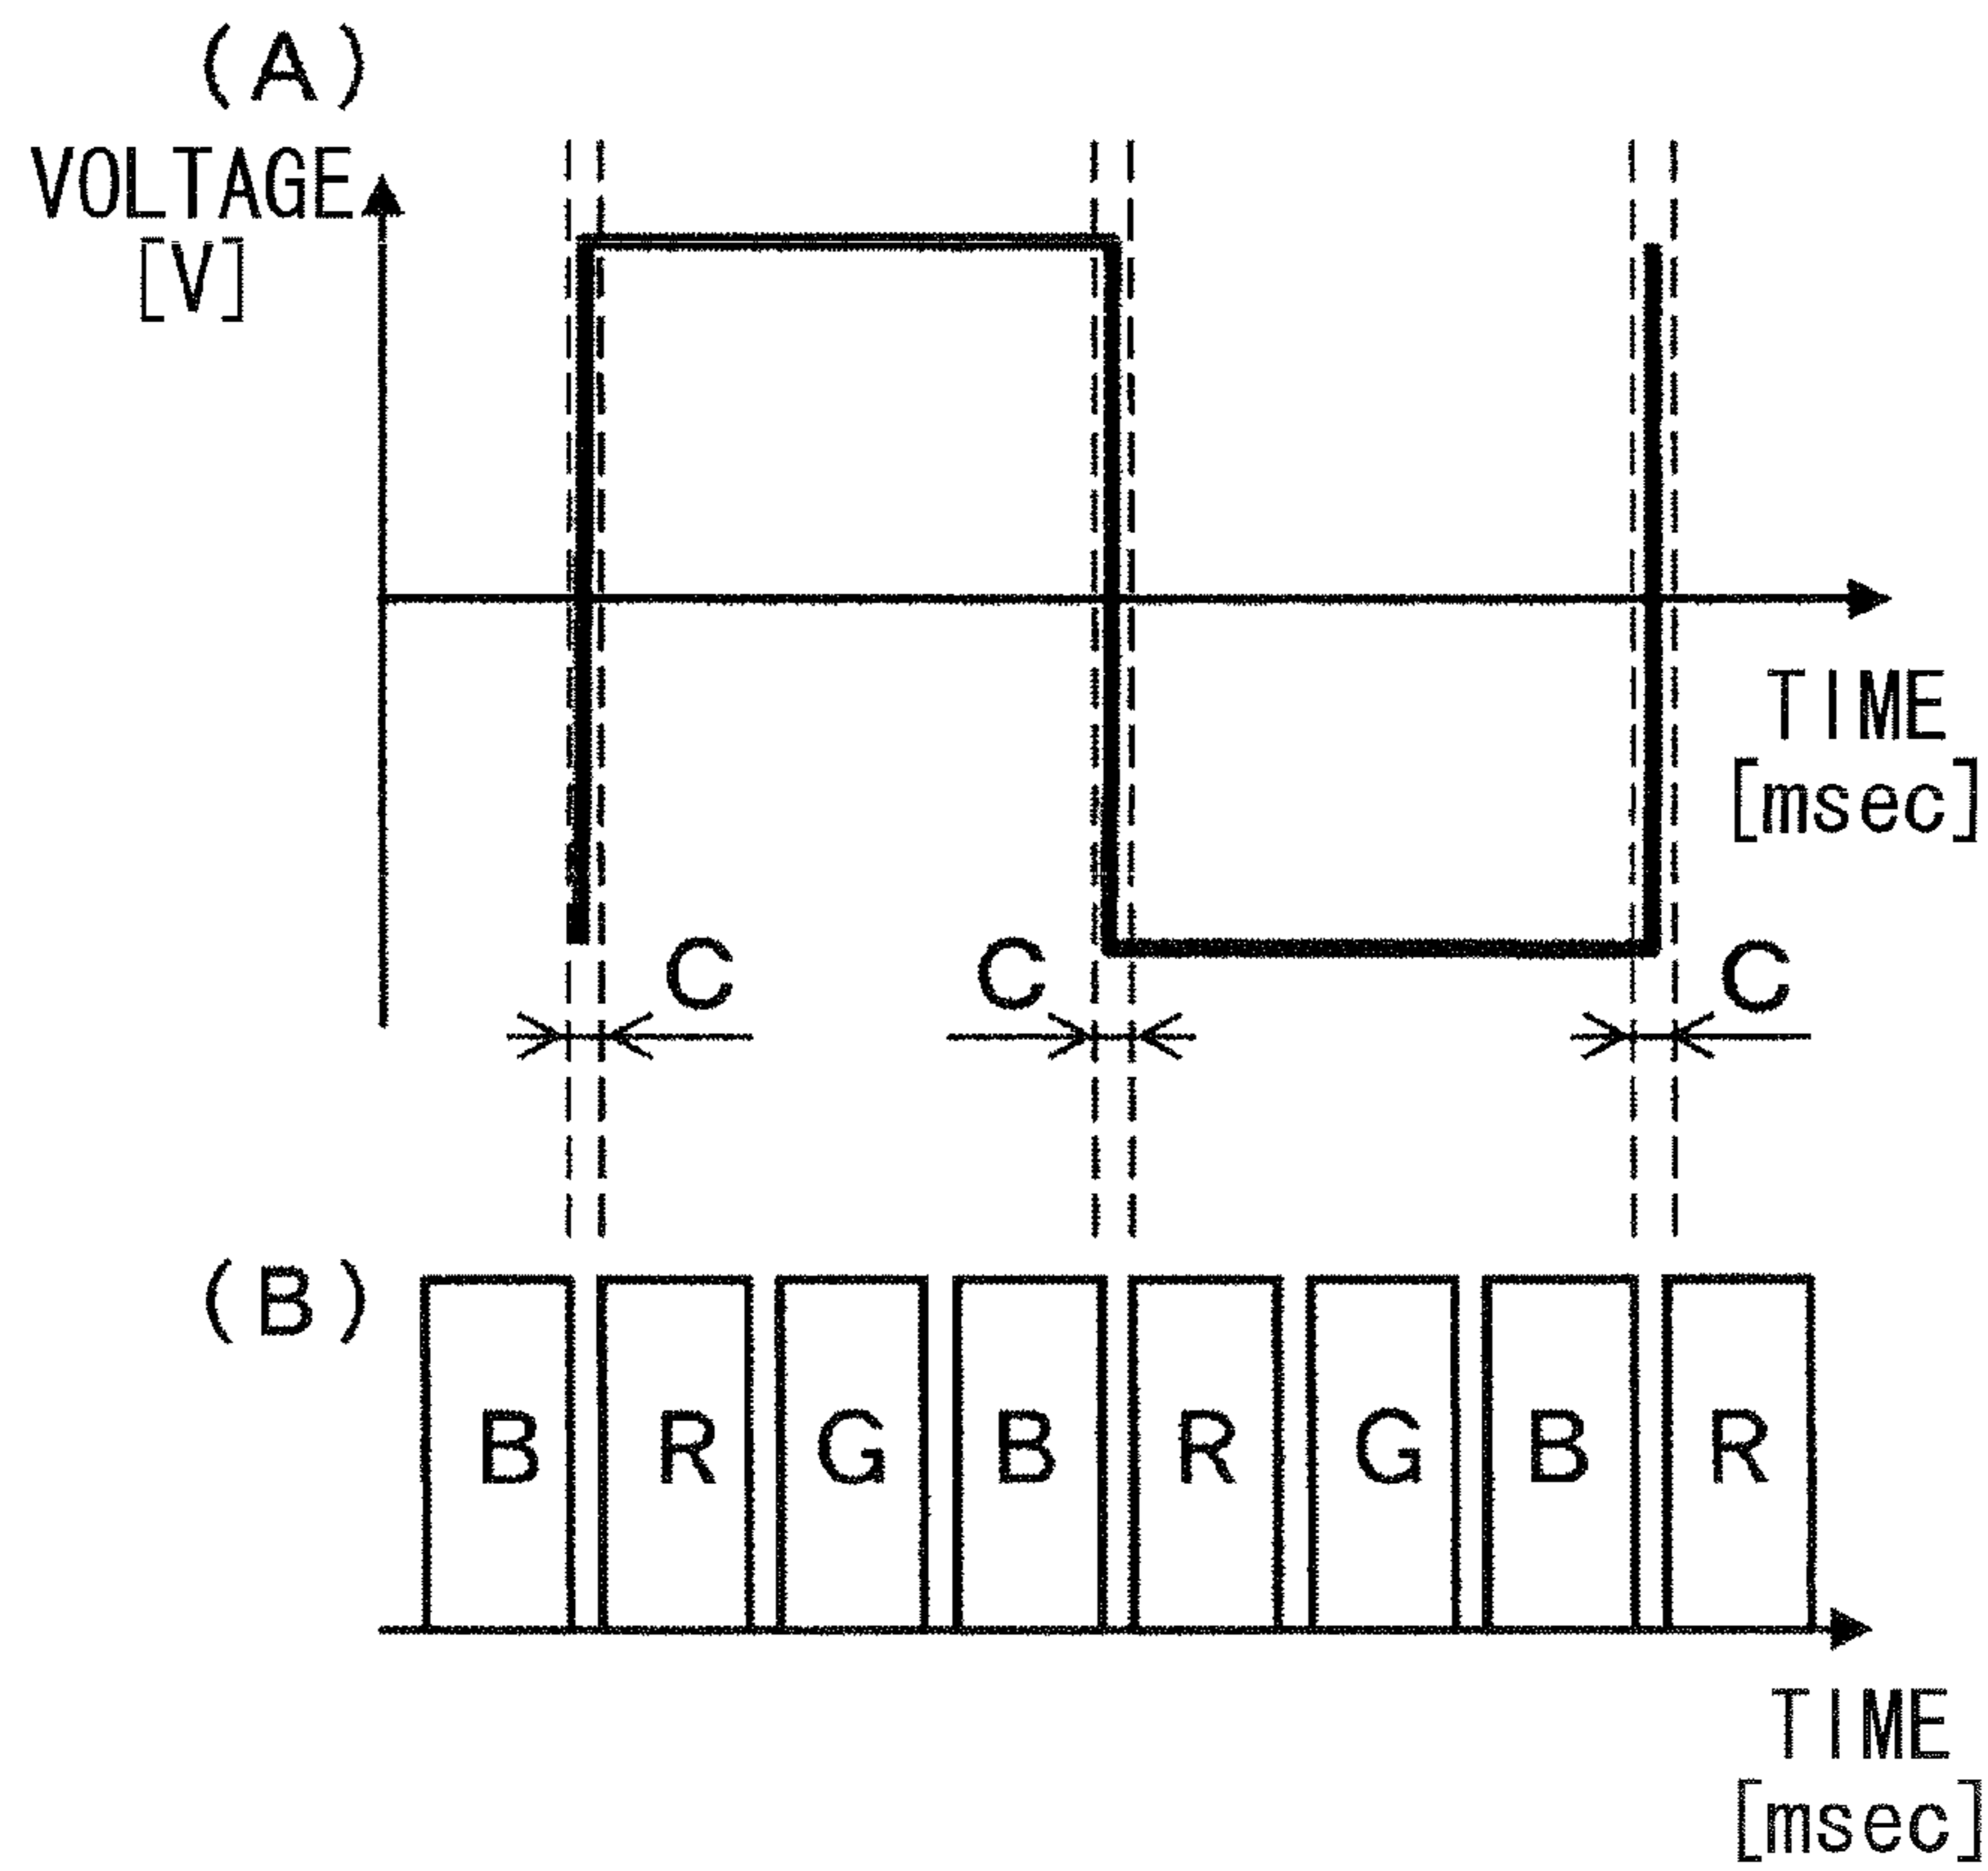 (A)
VOLTAGE
[V]
TIME
[msec]
C C C
(B)
B R G B R G B R
TIME
[msec]